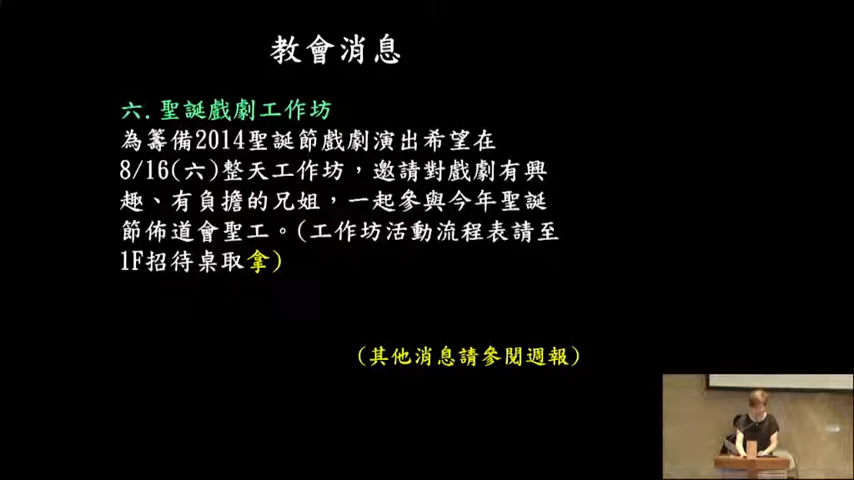 教會消息
六.聖誕戲劇工作坊
為籌備2014聖誕節戲劇演出希望在
8/16(六)整天工作坊，邀請對戲劇有興
趣、有負擔的兄姐，一起參與今年聖誕
節佈道會聖工。(工作坊活動流程表請至
1F招待桌取拿)
(其他消息請參閱週報)